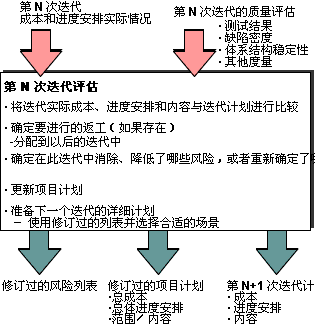 第 N 次迭代
成本和进度安排实际情况
第 N 次迭代的质量评估
·测试结果
·缺陷密度
·体系结构稳定性
·其他度量
第 N 次迭代评估
·将迭代实际成本、进度安排和内容与迭代计划进行比较
·确定要进行的返工(如果存在)
-分配到以后的迭代中
·确定在此迭代中消除、降低了哪些风险,或者重新确定了
·更新项目计划
·准备下一个迭代的详细计划
– 使用修订过的列表并选择合适的场景
修订过的风险列表
修订过的项目计划
·总成本
·总体进度安排
·范围/内容
第 N+1 次迭代计
·成本
·进度安排
·内容